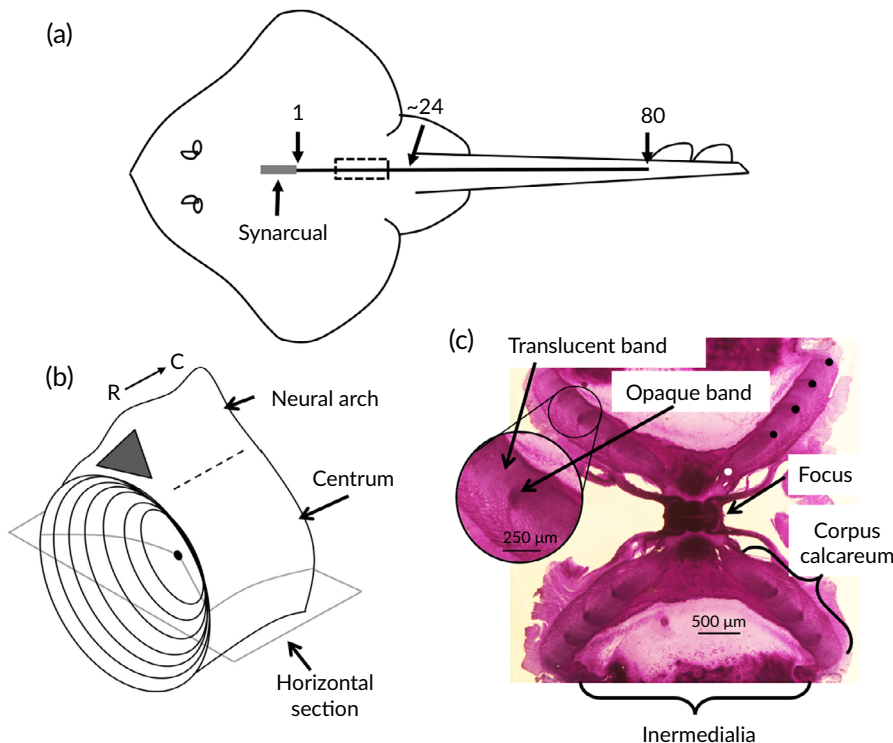 (a)
1
~24
80
Synarcual
(b)
R
C
Neural arch
Centrum
Horizontal
section
(c)
Translucent band
Opaque band
Focus
Corpus
calcareum
250 µm
500 µm
Inermedialia